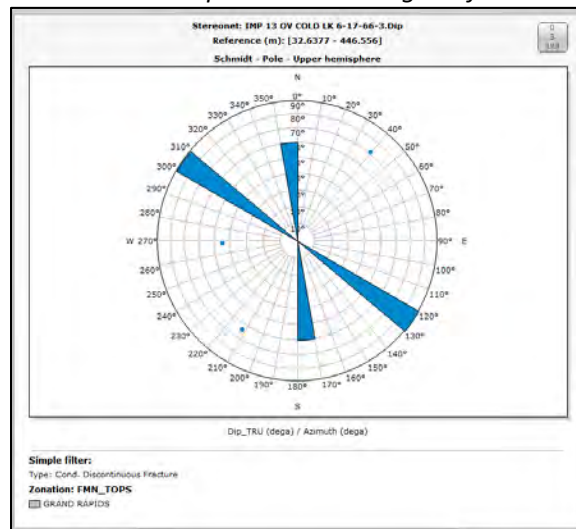 Stereonet: IMP 13 OV COLD LK 6-17-66-3.Dip
Reference (m): [32.6377 - 446.556]
Schmidt - Pole - Upper hemisphere
N
350° 0° 10°
340° 20°
330° 30°
320° 40°
310° 50°
300° 60°
290° 70°
280° 80°
W 270° 90° E
260° 100°
250° 110°
240° 120°
230° 130°
220° 140°
210° 150°
200° 160°
190° 180° 170°
S
90°
80°
70°
Dip_TRU (dega) / Azimuth (dega)
Simple filter:
Type: Cond. Discontinuous Fracture
Zonation: FMN_TOPS
GRAND RAPIDS